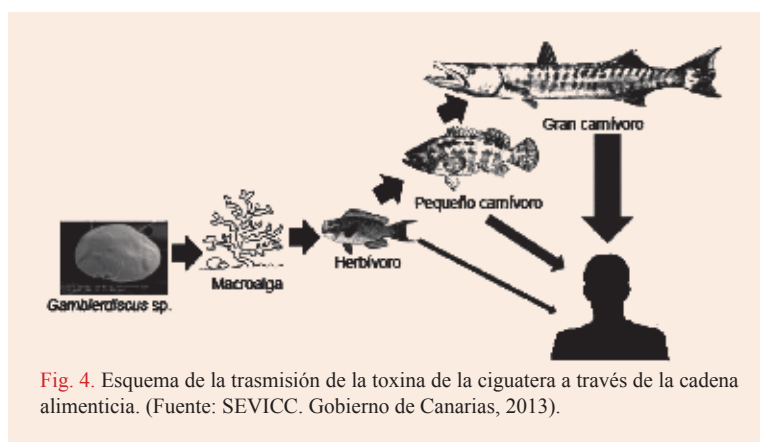 Gran carnívoro
Pequeño carnívoro
Herbívoro
Macroalga
Gambierdiscus sp.
Fig. 4. Esquema de la trasmisión de la toxina de la ciguatera a través de la cadena
alimenticia. (Fuente: SEVICC. Gobierno de Canarias, 2013).